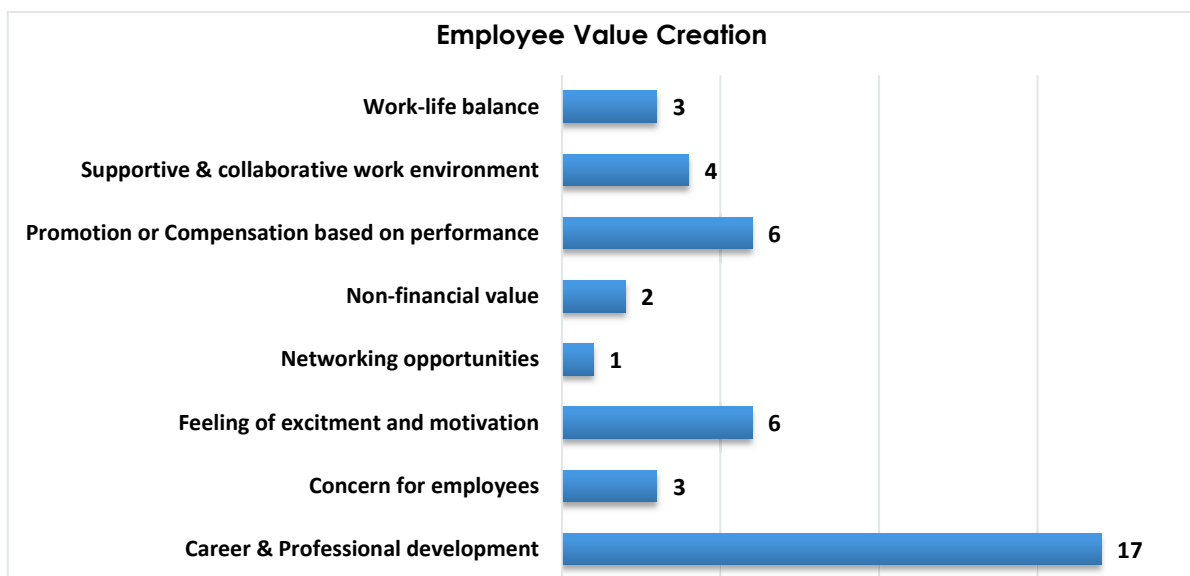 Employee Value Creation
Work-life balance 3
Supportive & collaborative work environment 4
Promotion or Compensation based on performance 6
Non-financial value 2
Networking opportunities 1
Feeling of excitment and motivation 6
Concern for employees 3
Career & Professional development 17